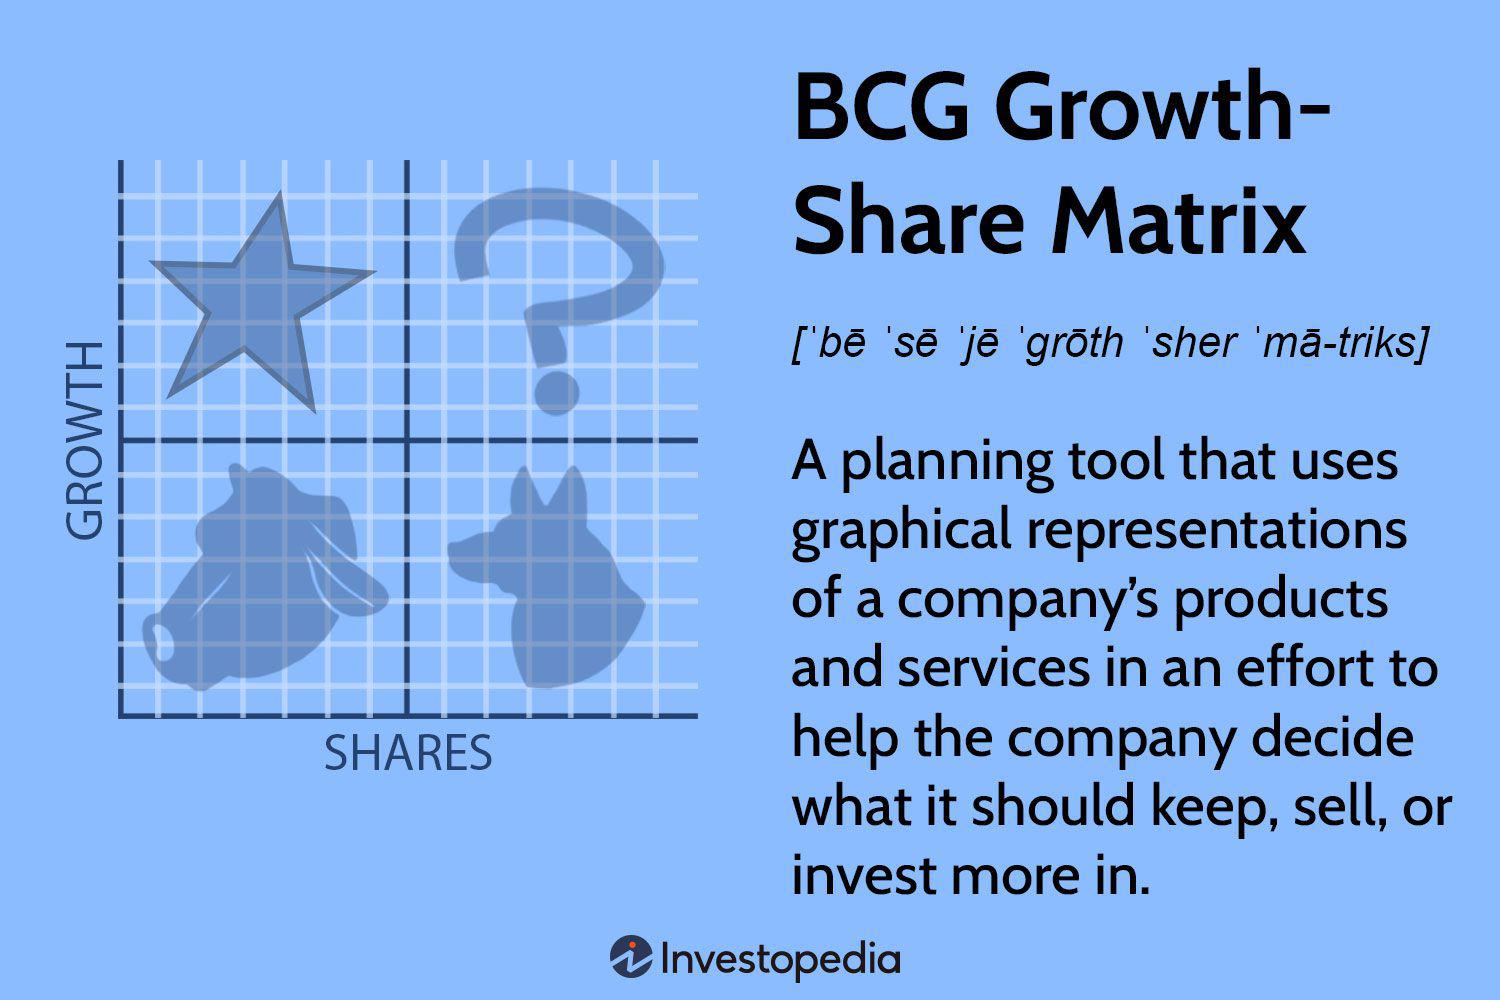 BCG Growth-
Share Matrix
[ˈbē ˈsē ˈjē ˈgrōth ˈsher ˈmā-triks]
A planning tool that uses
graphical representations
of a company’s products
and services in an effort to
help the company decide
what it should keep, sell, or
invest more in.
GROWTH
SHARES
Investopedia